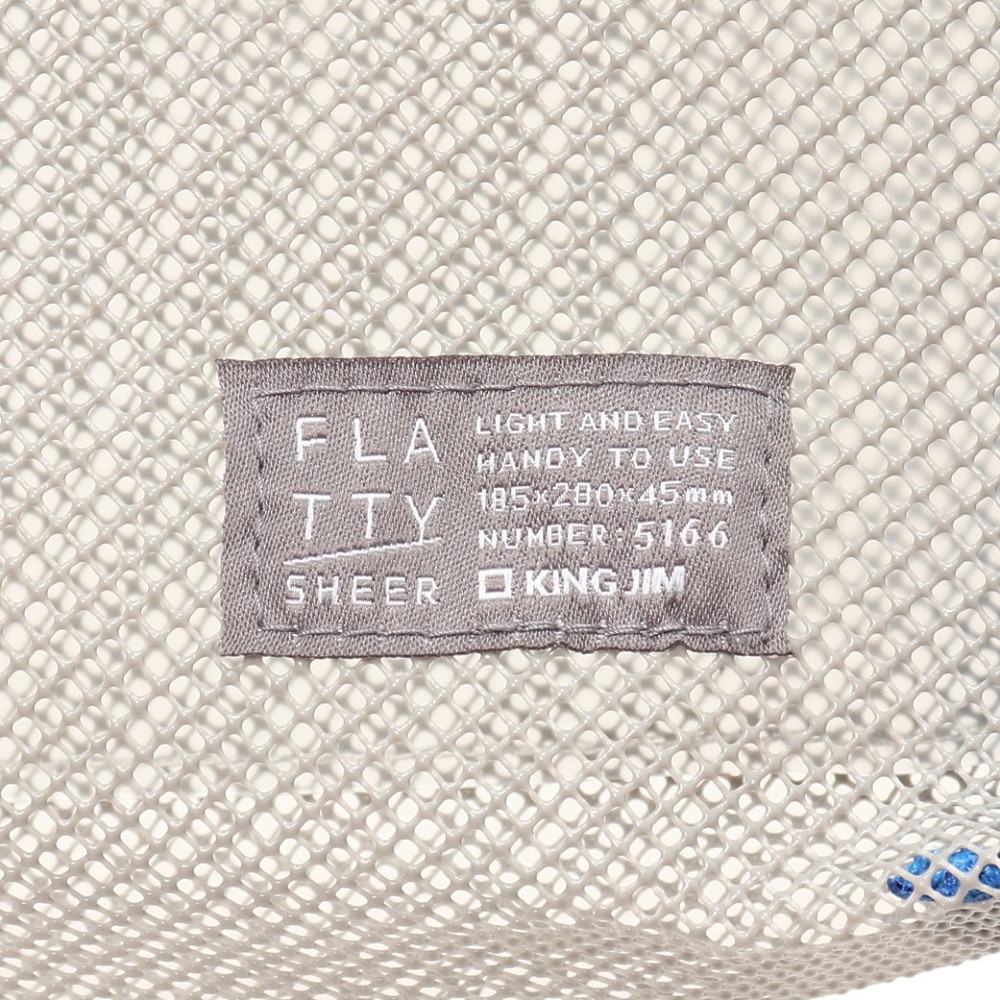 FLA
TTY
SHEER
LIGHT AND EASY
HANDY TO USE
185×280×45mm
NUMBER:5166
KING JIM